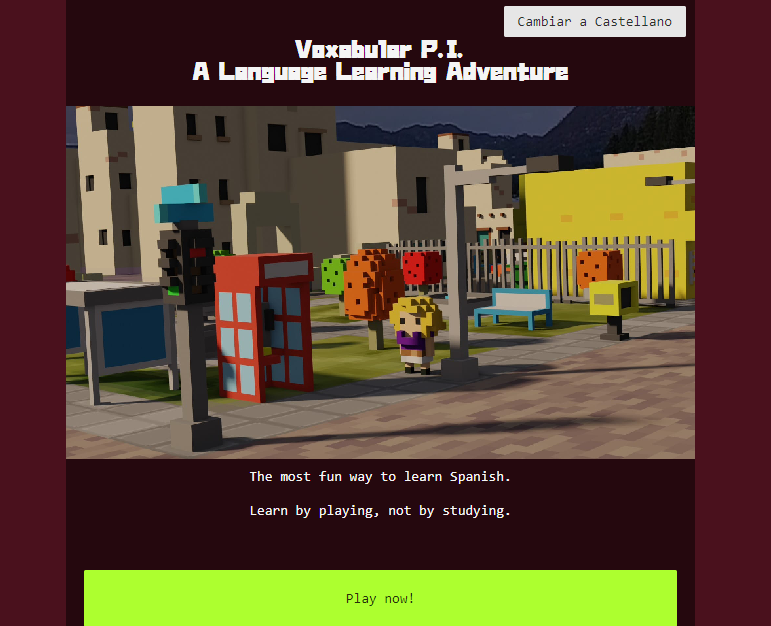 Cambiar a Castellano
Voxabular P.I.
A Language Learning Adventure
The most fun way to learn Spanish.
Learn by playing, not by studying.
Play now!